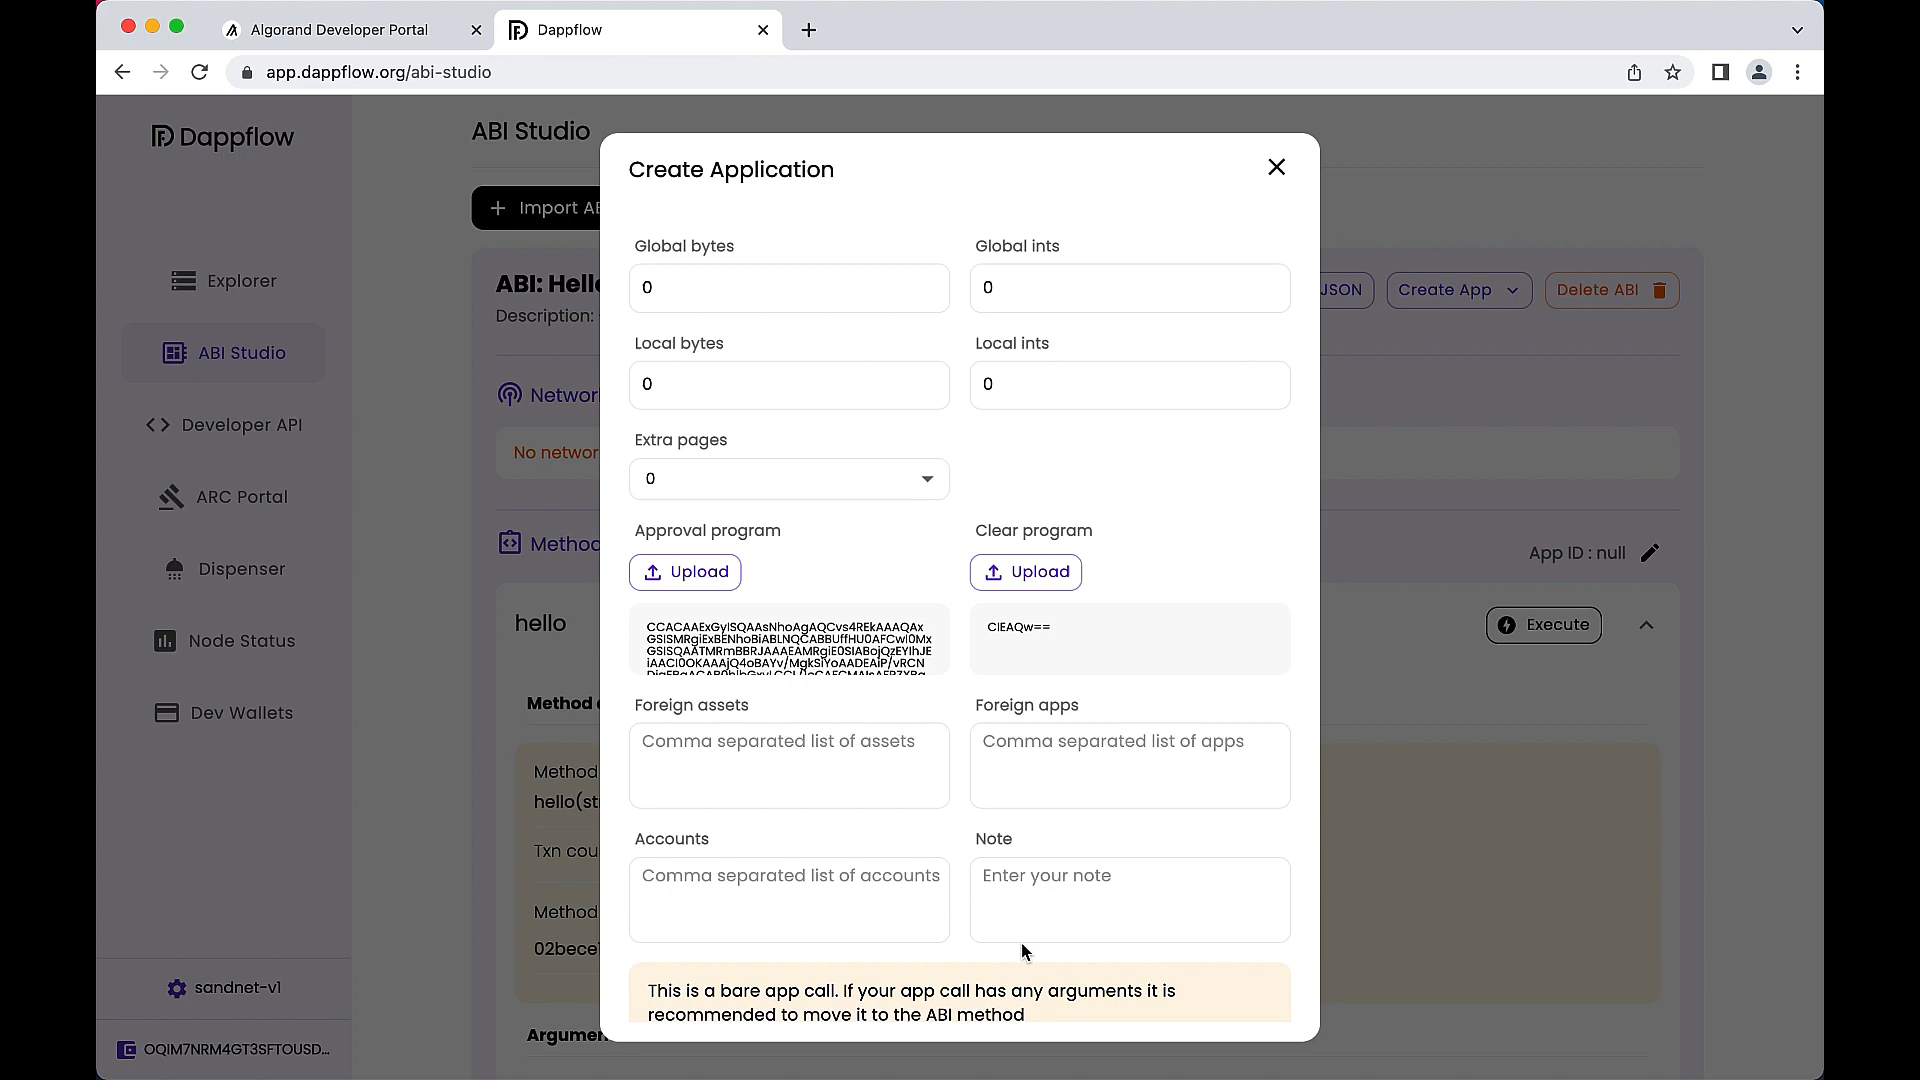 Algorand Developer Portal
Dappflow
app.dappflow.org/abi-studio
Dappflow
Explorer
ABI Studio
Developer API
ARC Portal
Dispenser
Node Status
Dev Wallets
sandnet-v1
OQIM7NRM4GT3SFTOUSD...
ABI Studio
Import AB
ABI: Hello
JSON
Create App
Delete ABI
Description:
Network
No networ
Method
App ID : null
hello
Execute
Method
Method
hello(st
Txn cou
Method
02bece
Argumen
Create Application
Global bytes
Global ints
0
0
Local bytes
Local ints
0
0
Extra pages
0
Approval program
Clear program
Upload
Upload
CIEAQw==
Foreign assets
Foreign apps
Comma separated list of assets
Comma separated list of apps
Accounts
Note
Comma separated list of accounts
Enter your note
This is a bare app call. If your app call has any arguments it is
recommended to move it to the ABI method